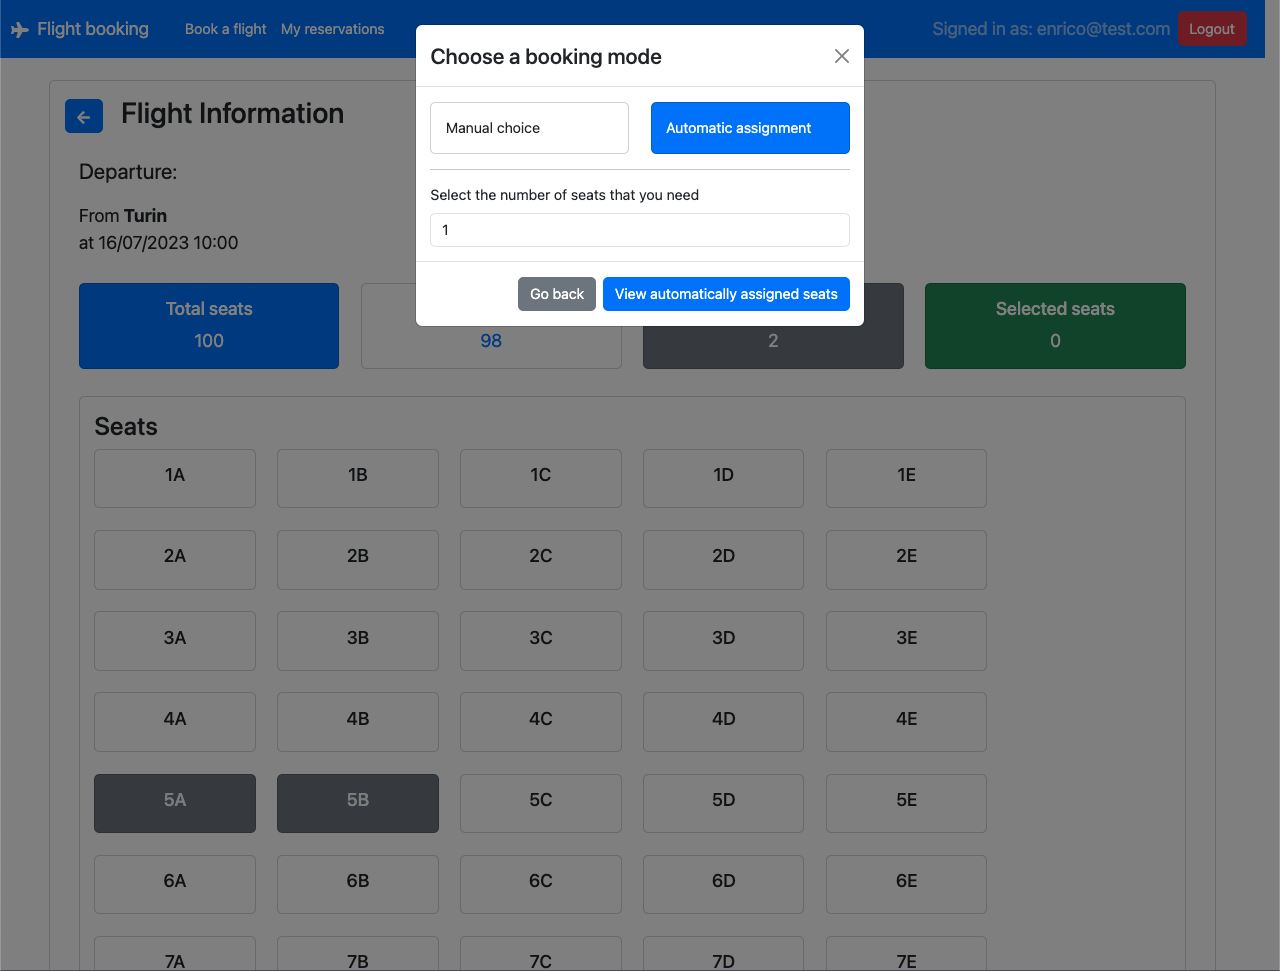 Flight booking Book a flight My reservations Signed in as: enrico@test.com Logout
Choose a booking mode
Manual choice Automatic assignment
Select the number of seats that you need
1
Go back View automatically assigned seats
Flight Information
Departure:
From Turin
at 16/07/2023 10:00
Total seats Selected seats
100 98 2 0
Seats
1A 1B 1C 1D 1E
2A 2B 2C 2D 2E
3A 3B 3C 3D 3E
4A 4B 4C 4D 4E
5A 5B 5C 5D 5E
6A 6B 6C 6D 6E
7A 7B 7C 7D 7E